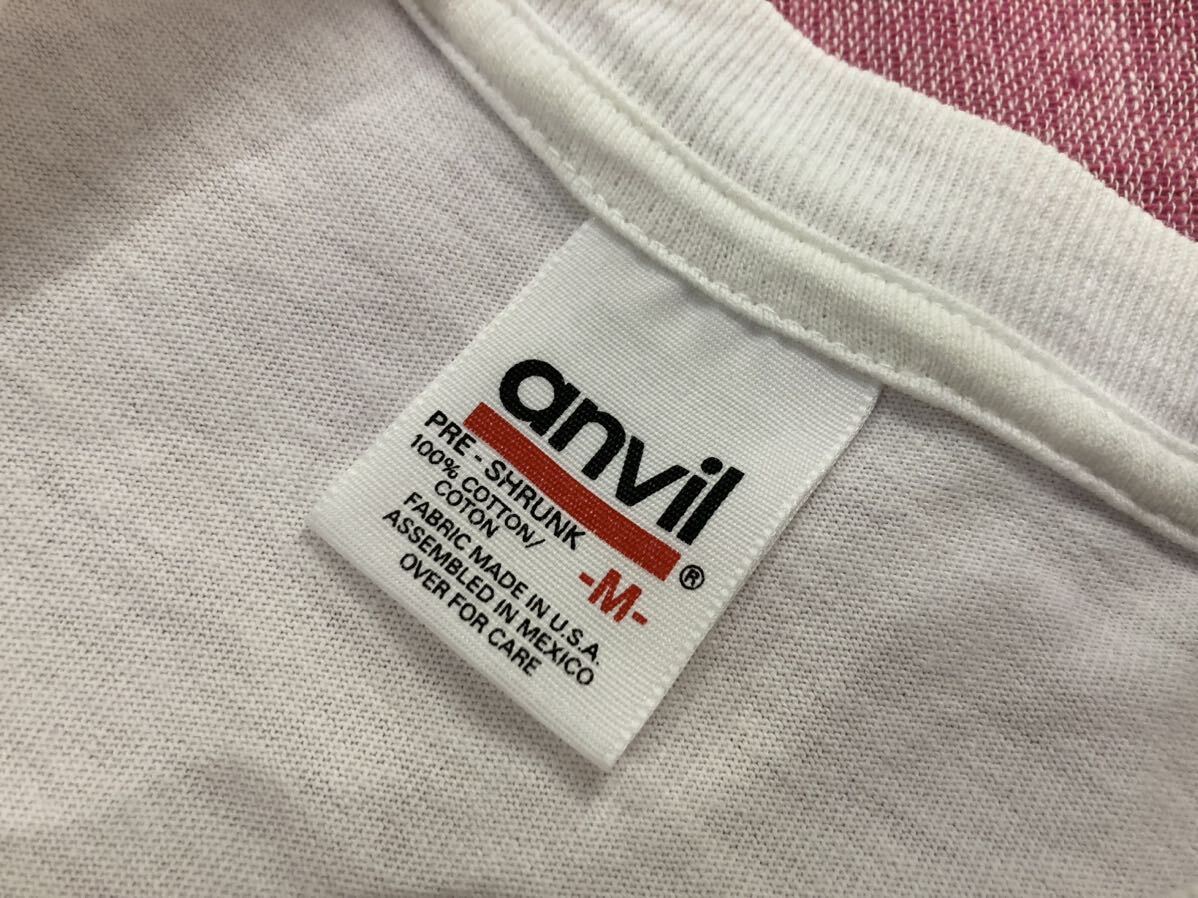 anvil®
PRE - SHRUNK
100% COTTON/
COTON
-M-
FABRIC MADE IN U.S.A.
ASSEMBLED IN MEXICO
OVER FOR CARE